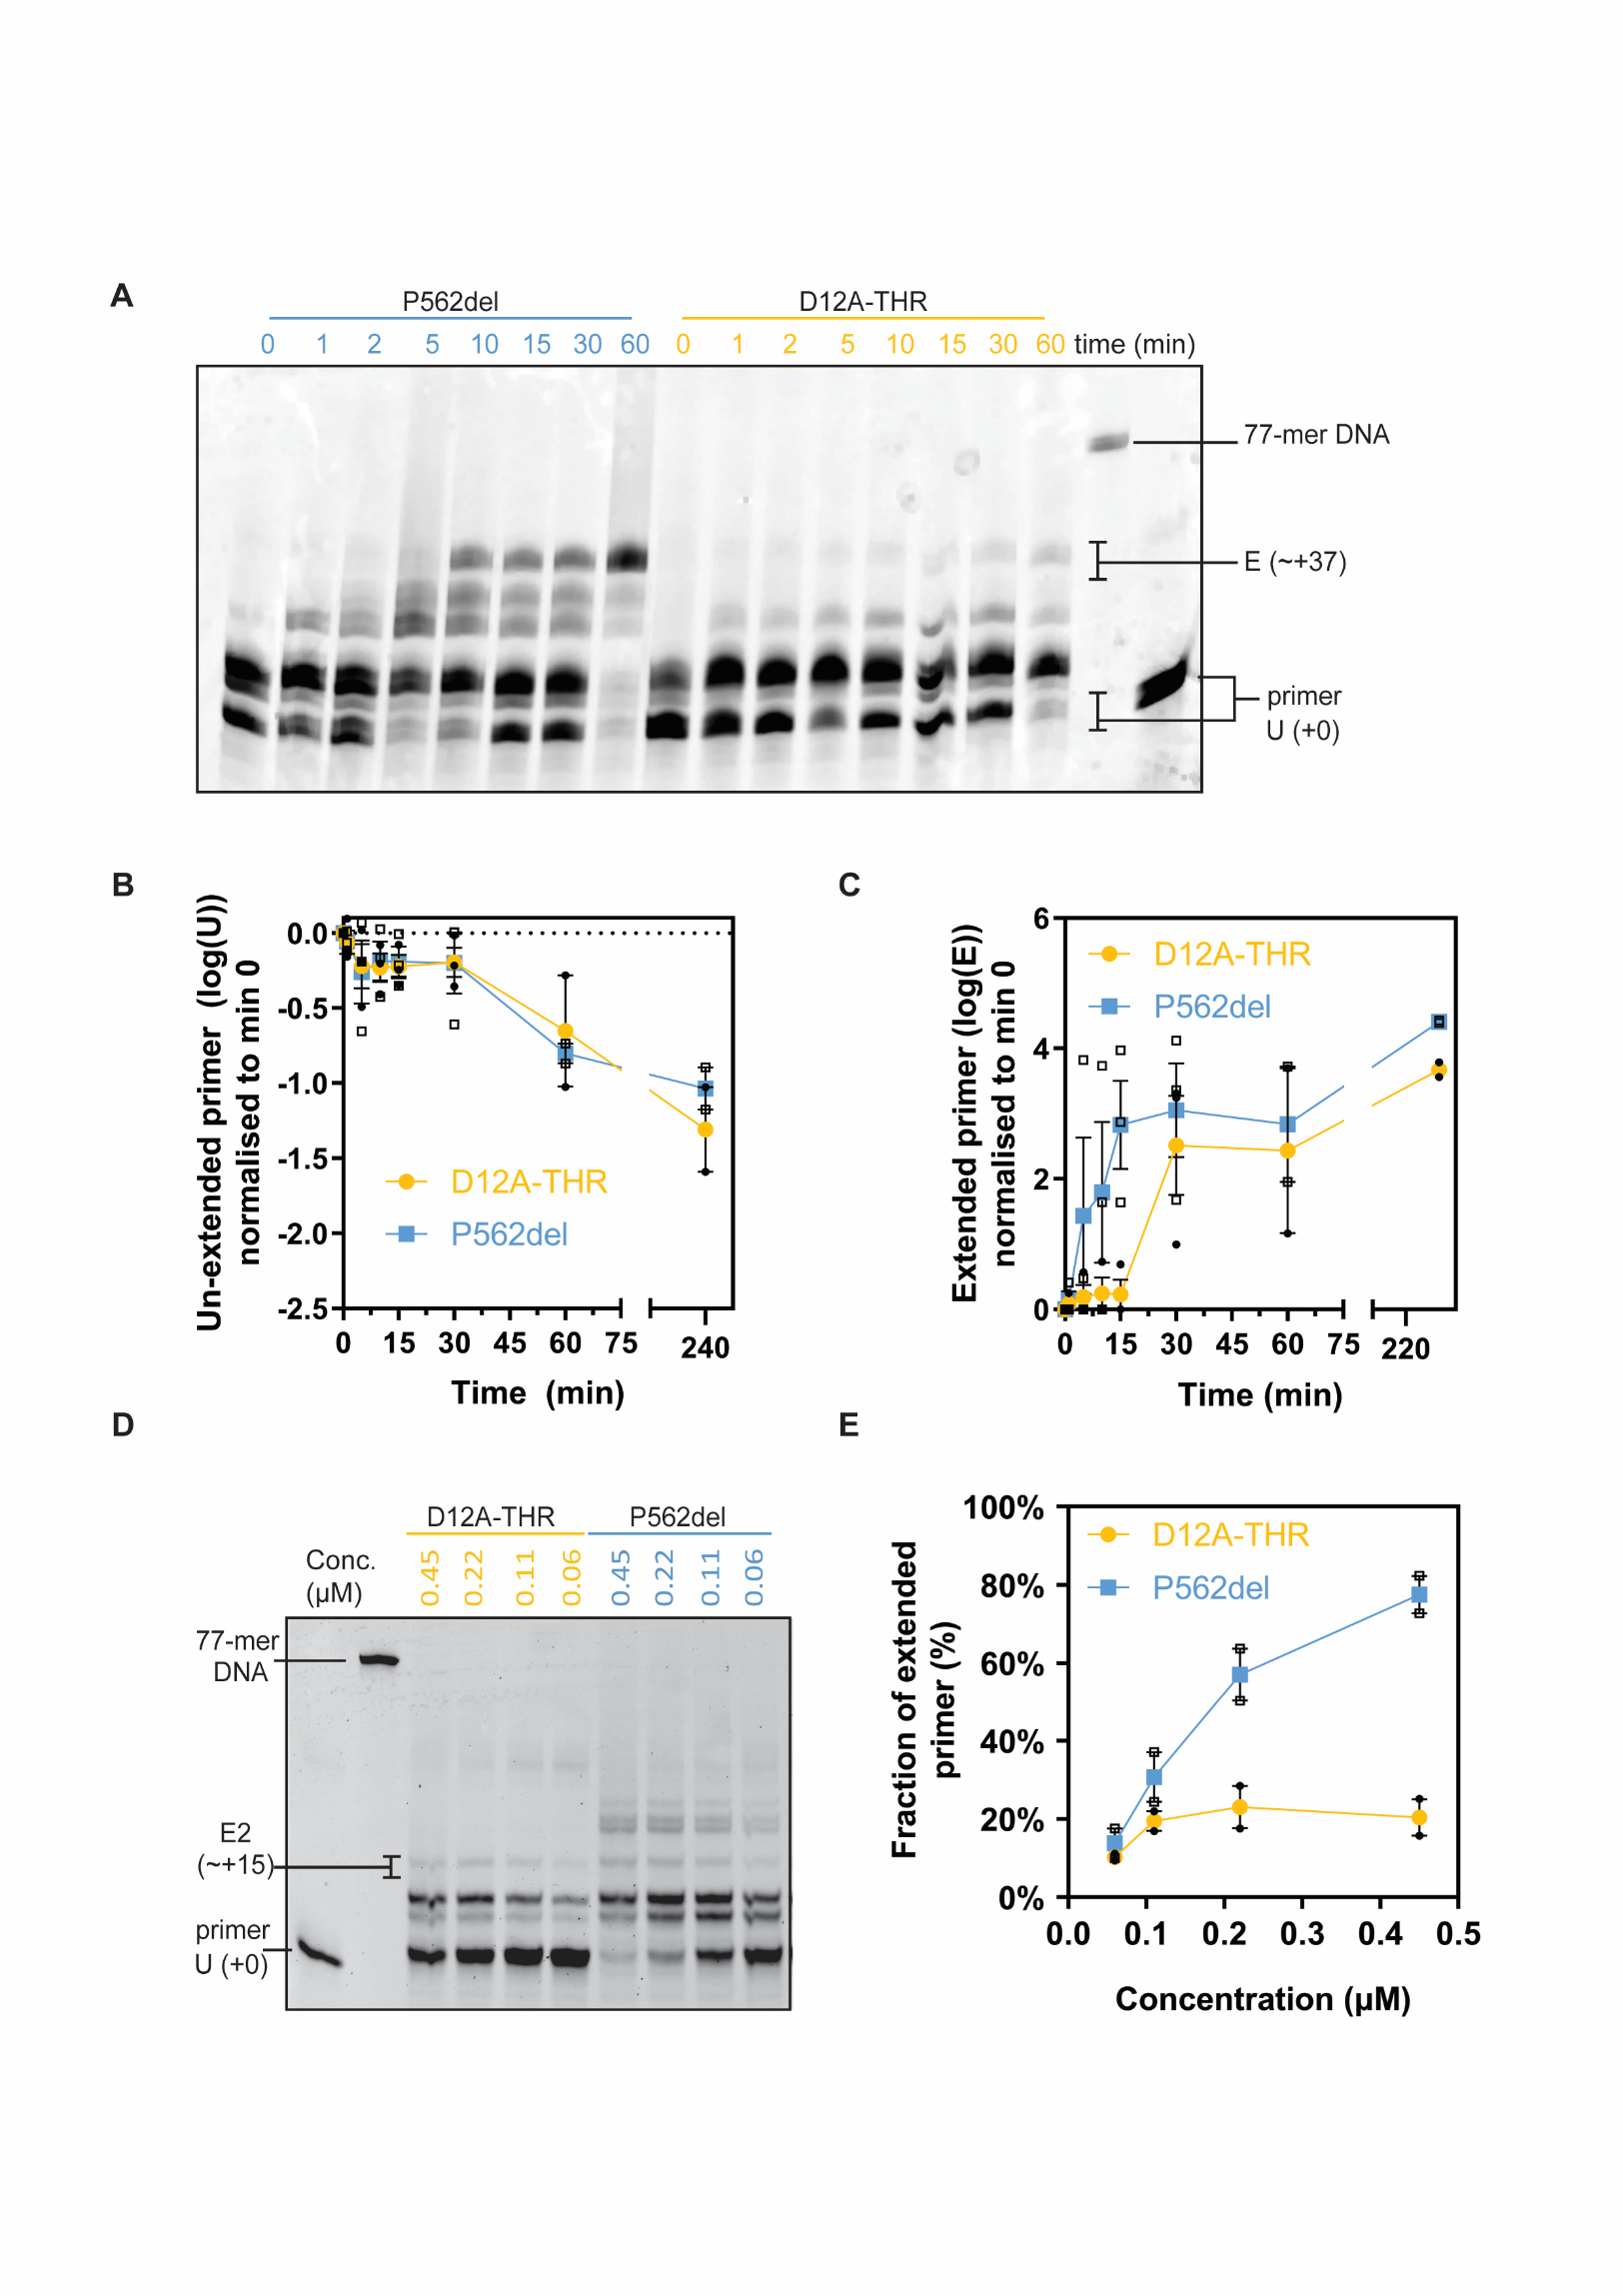 A
P562del
D12A-THR
0 1 2 5 10 15 30 60 0 1 2 5 10 15 30 60 time (min)
77-mer DNA
E (~+37)
primer
U (+0)
B
Un-extended primer (log(U))
normalised to min 0
0.0
-0.5
-1.0
-1.5
-2.0
-2.5
D12A-THR
P562del
0 15 30 45 60 75 240
Time (min)
C
Extended primer (log(E))
normalised to min 0
6
4
2
0
D12A-THR
P562del
0 15 30 45 60 75 220
Time (min)
D
D12A-THR
P562del
Conc.
(µM)
0.45 0.22 0.11 0.06 0.45 0.22 0.11 0.06
77-mer
DNA
E2
(~+15)
primer
U (+0)
E
Fraction of extended
primer (%)
100%
80%
60%
40%
20%
0%
D12A-THR
P562del
0.0 0.1 0.2 0.3 0.4 0.5
Concentration (µM)